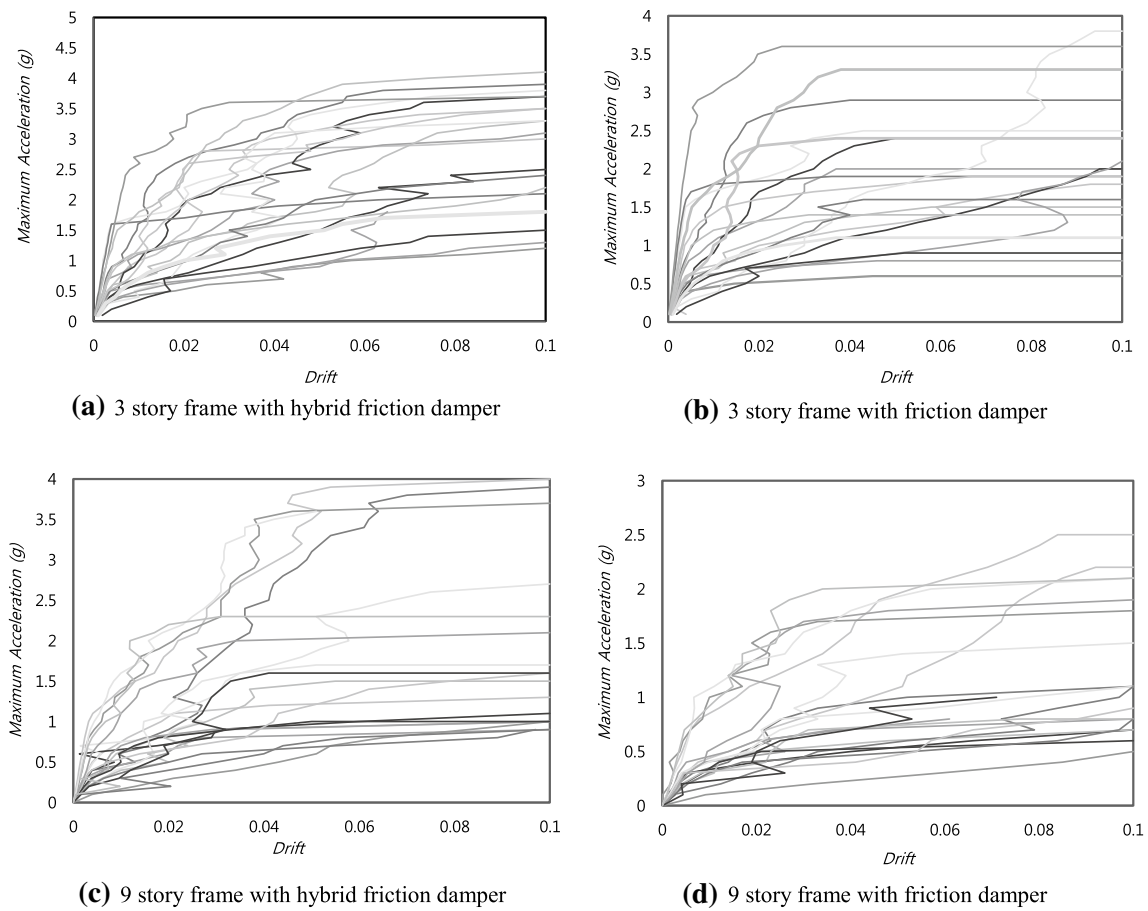 5
4.5
4
3.5
3
2.5
2
1.5
1
0.5
0
Maximum Acceleration (g)
0 0.02 0.04 0.06 0.08 0.1
Drift
(a) 3 story frame with hybrid friction damper
4
3.5
3
2.5
2
1.5
1
0.5
0
Maximum Acceleration (g)
0 0.02 0.04 0.06 0.08 0.1
Drift
(b) 3 story frame with friction damper
4
3.5
3
2.5
2
1.5
1
0.5
0
Maximum Acceleration (g)
0 0.02 0.04 0.06 0.08 0.1
Drift
(c) 9 story frame with hybrid friction damper
3
2.5
2
1.5
1
0.5
0
Maximum Acceleration (g)
0 0.02 0.04 0.06 0.08 0.1
Drift
(d) 9 story frame with friction damper